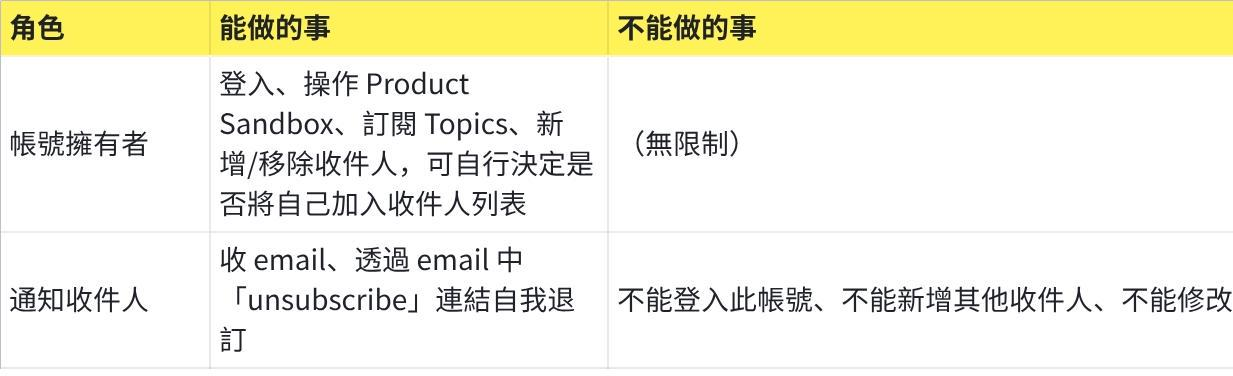 角色
能做的事
不能做的事
帳號擁有者
登入、操作 Product
Sandbox、訂閱 Topics、新
增/移除收件人，可自行決定是
否將自己加入收件人列表
（無限制）
通知收件人
收 email、透過 email 中
「unsubscribe」連結自我退
訂
不能登入此帳號、不能新增其他收件人、不能修改